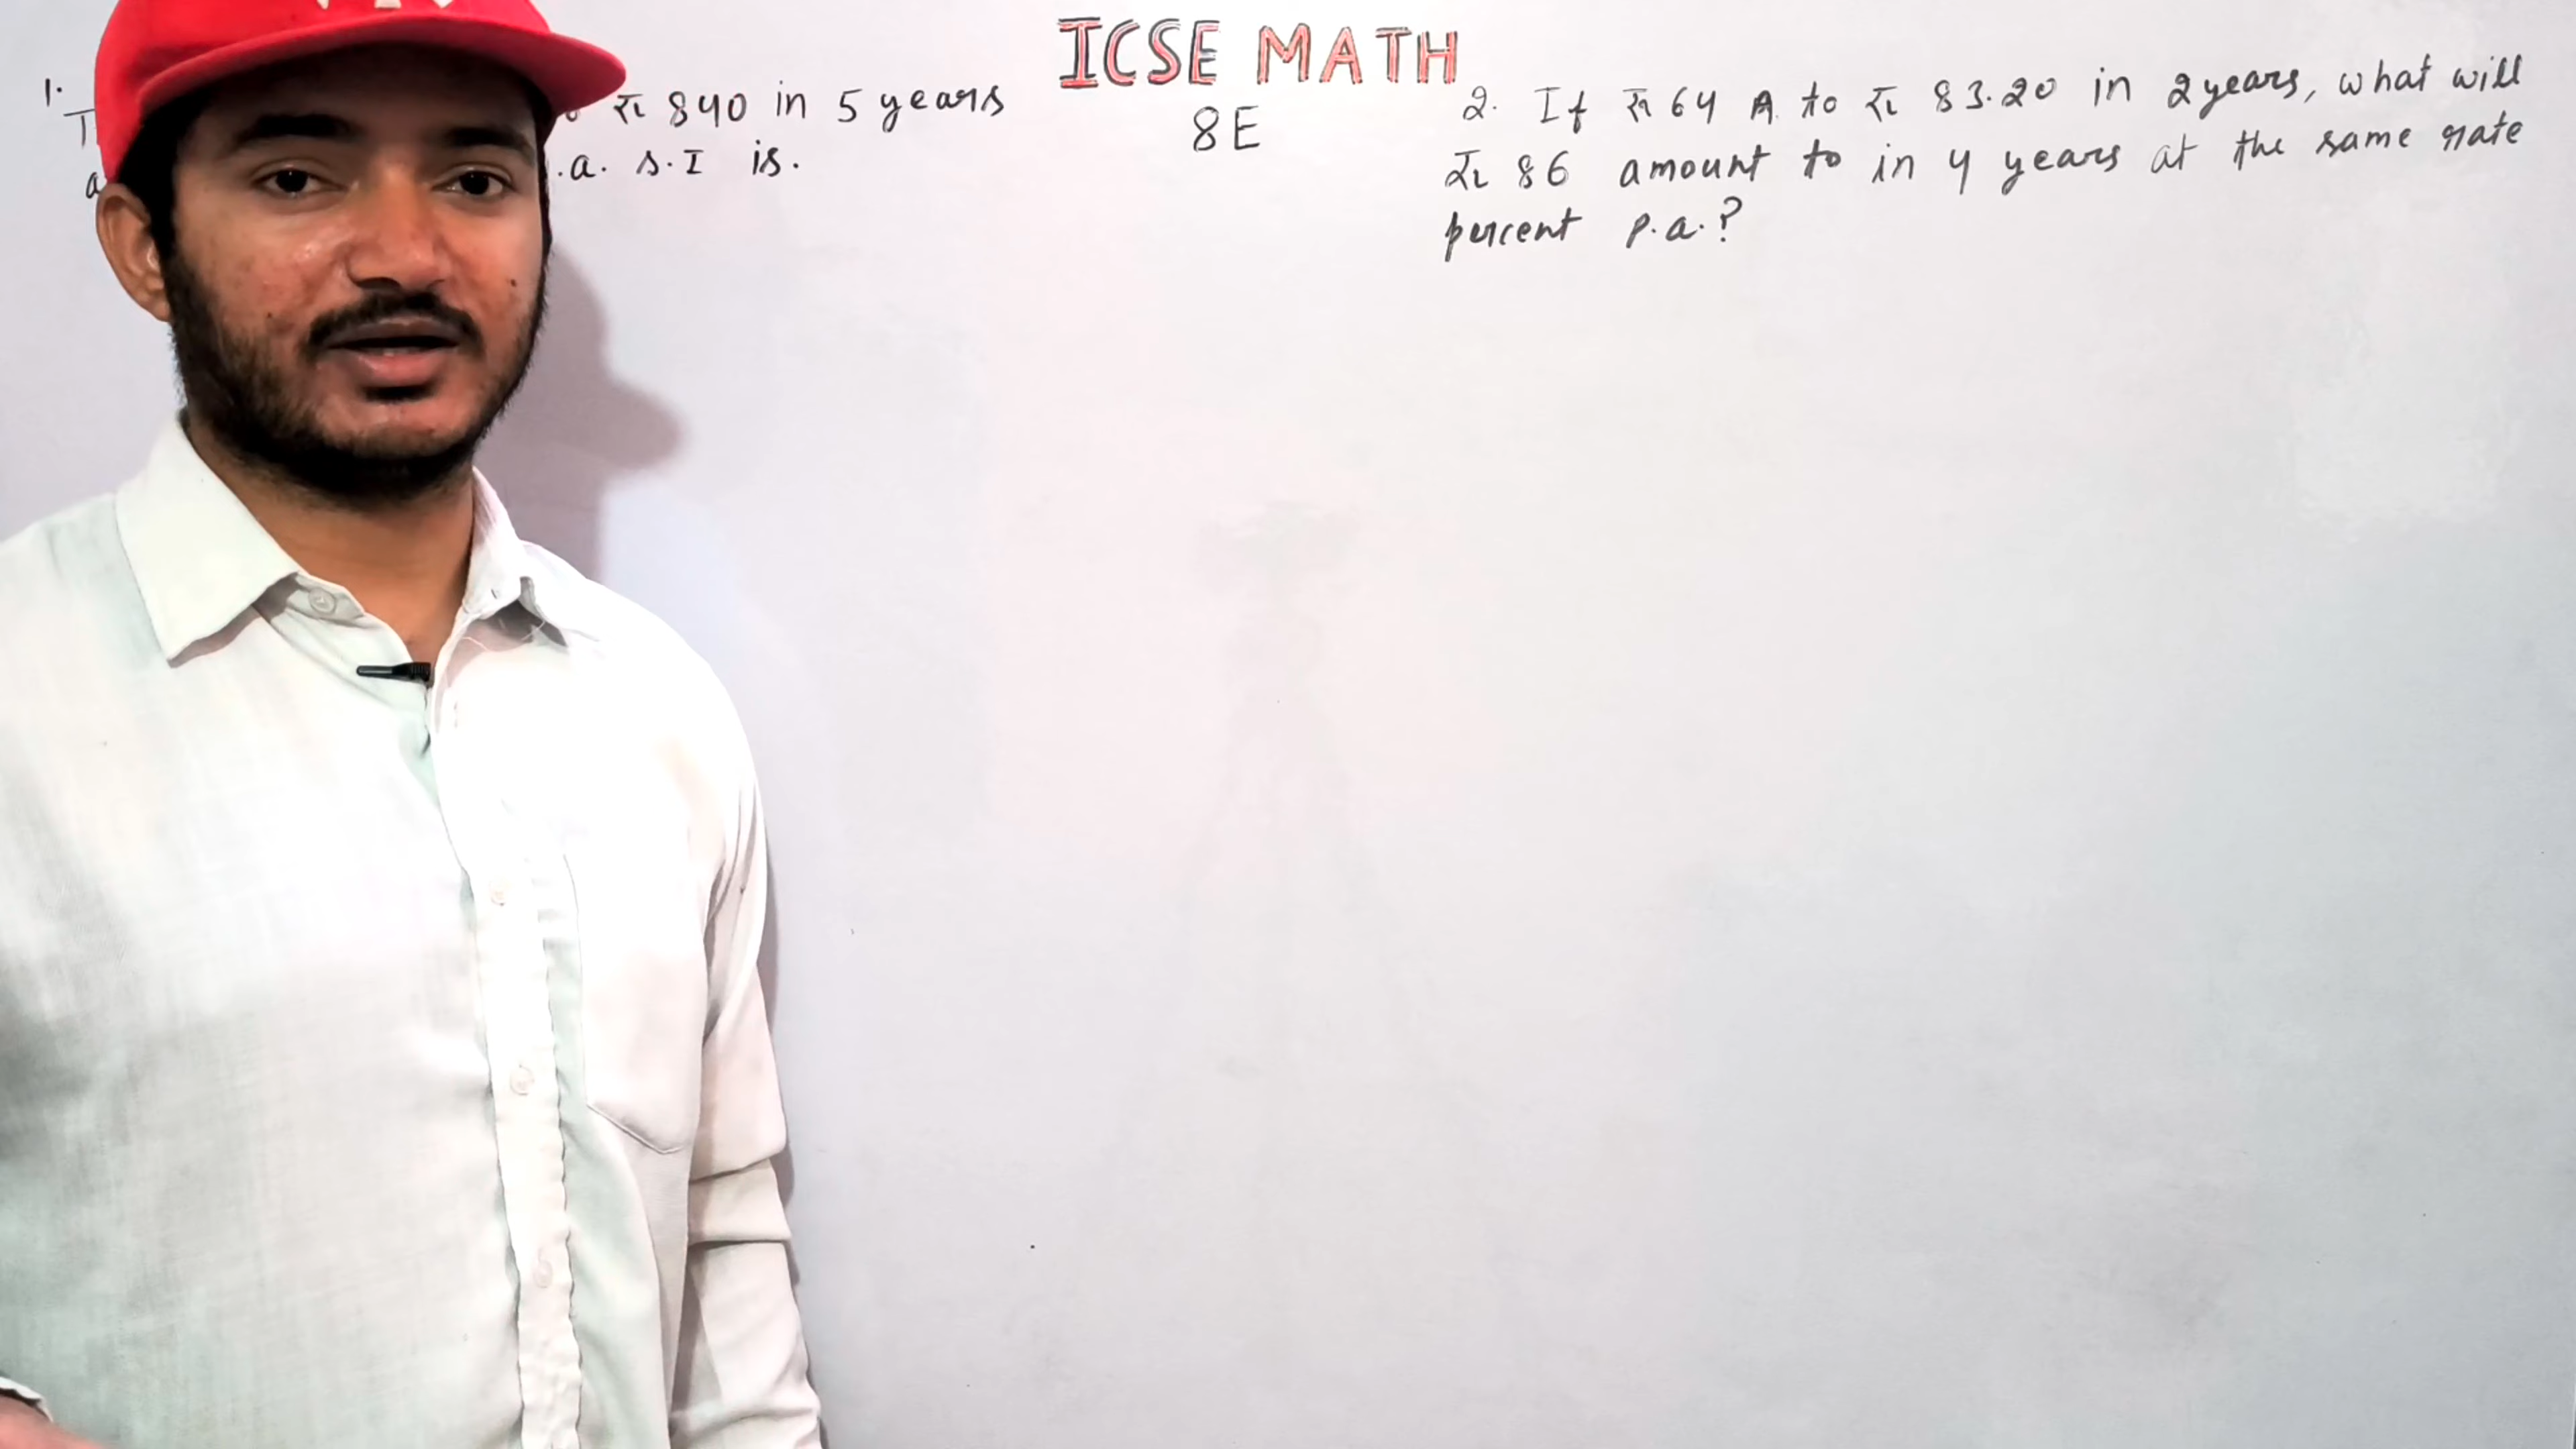 ICSE MATH
8E
1.
रु 840 in 5 years
.a. s.I is.
2. If रु 64 A to रु 83.20 in 2 years, what will
रु 86 amount to in 4 years at the same rate
percent p.a.?